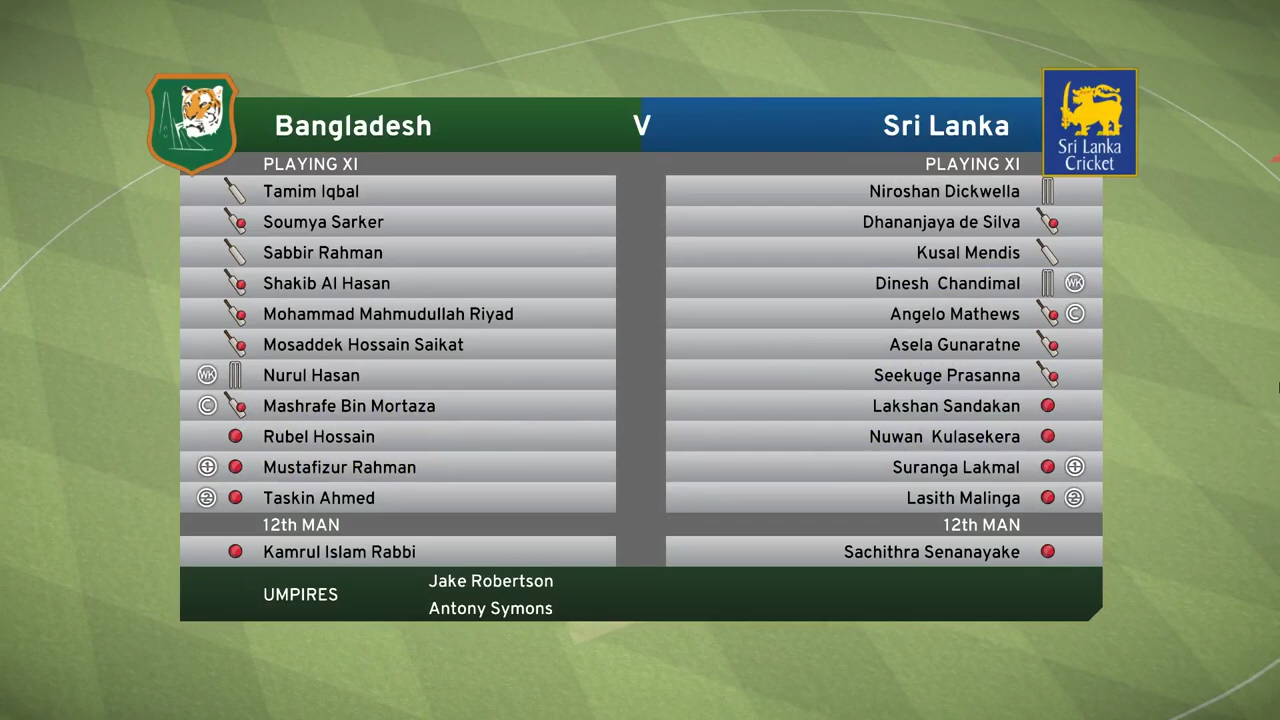 Bangladesh V Sri Lanka
Sri Lanka
Cricket
PLAYING XI PLAYING XI
Tamim Iqbal Niroshan Dickwella
Soumya Sarker Dhananjaya de Silva
Sabbir Rahman Kusal Mendis
Shakib Al Hasan Dinesh Chandimal WK
Mohammad Mahmudullah Riyad Angelo Mathews C
Mosaddek Hossain Saikat Asela Gunaratne
WK Nurul Hasan Seekuge Prasanna
C Mashrafe Bin Mortaza Lakshan Sandakan
Rubel Hossain Nuwan Kulasekera
1 Mustafizur Rahman Suranga Lakmal 1
2 Taskin Ahmed Lasith Malinga 2
12th MAN 12th MAN
Kamrul Islam Rabbi Sachithra Senanayake
UMPIRES
Jake Robertson
Antony Symons